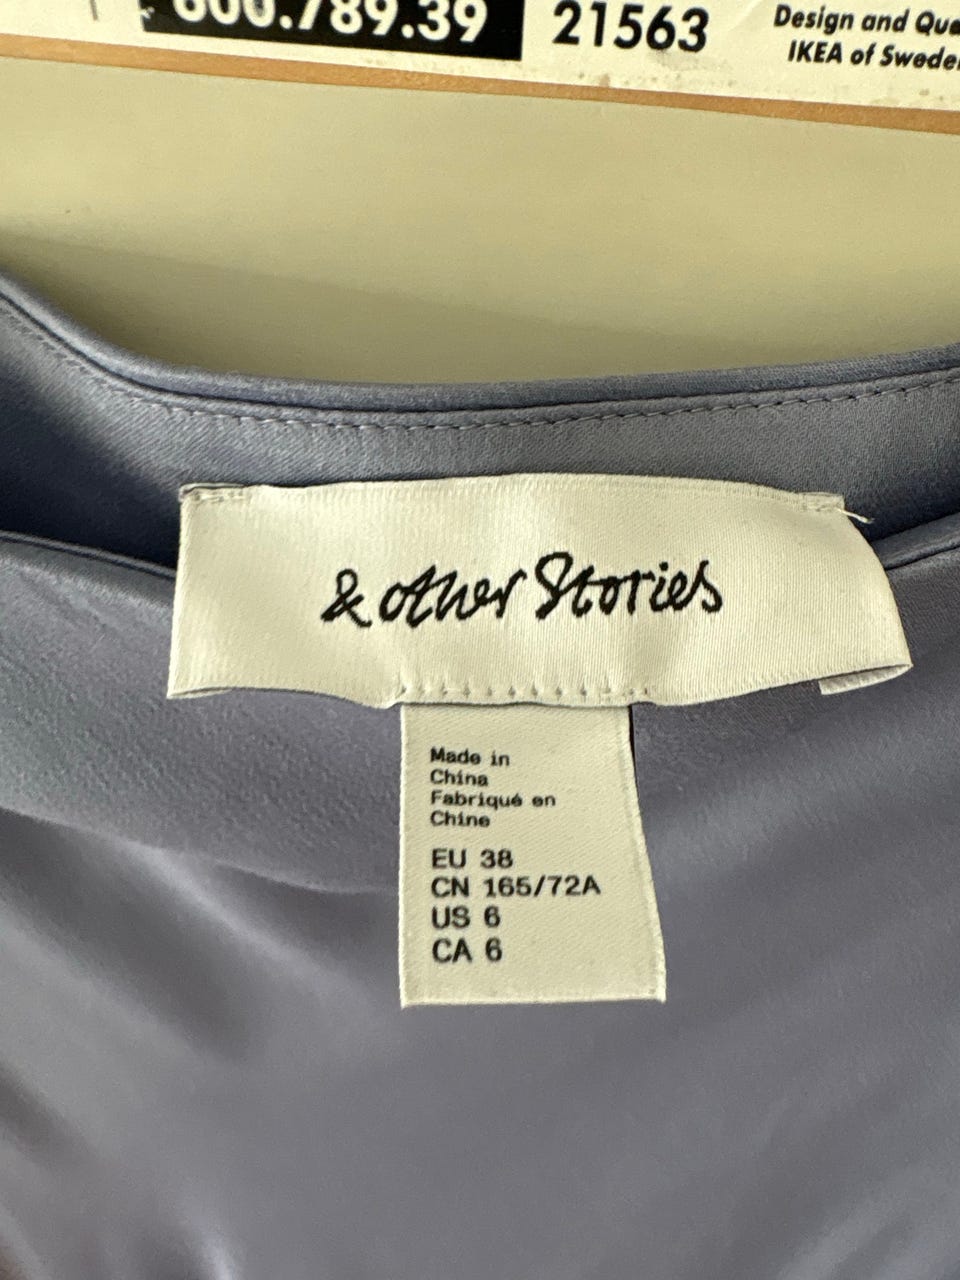 600.789.39
21563
Design and Qua
IKEA of Sweden
& other Stories
Made in
China
Fabriqué en
Chine
EU 38
CN 165/72A
US 6
CA 6